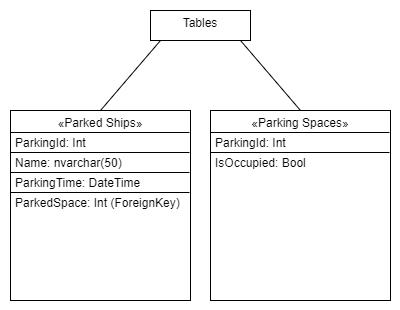 Tables
«Parked Ships»
ParkingId: Int
Name: nvarchar(50)
ParkingTime: DateTime
ParkedSpace: Int (ForeignKey)
«Parking Spaces»
ParkingId: Int
IsOccupied: Bool